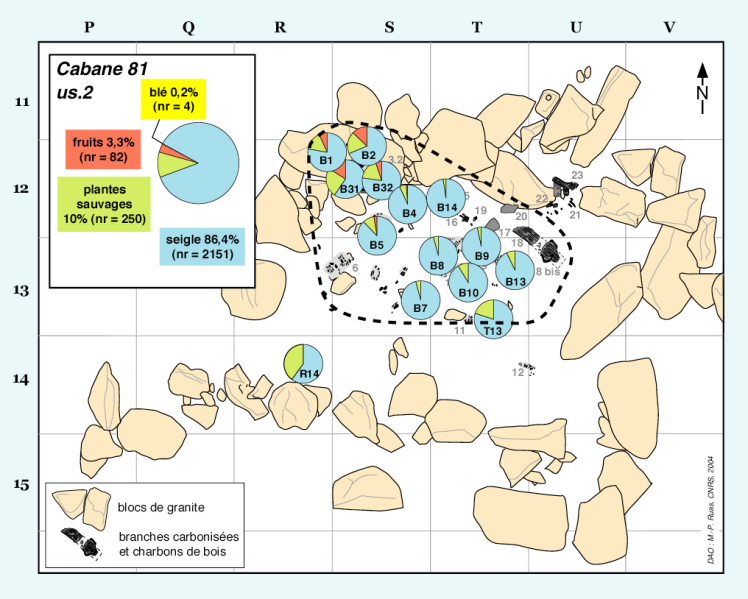 P Q R S T U V
Cabane 81
us.2
blé 0,2%
(nr = 4)
fruits 3,3%
(nr = 82)
plantes
sauvages
10% (nr = 250)
seigle 86,4%
(nr = 2151)
N
11
12
13
14
15
B1
B2
3.2
B31
B32
B4
B14
5
16
19
20
22
23
21
B5
17
18
6
B8
B9
8 bis
B10
B13
B7
11
T13
R14
12
blocs de granite
branches carbonisées
et charbons de bois
DAO : M.-P. Ruas. CNRS. 2004